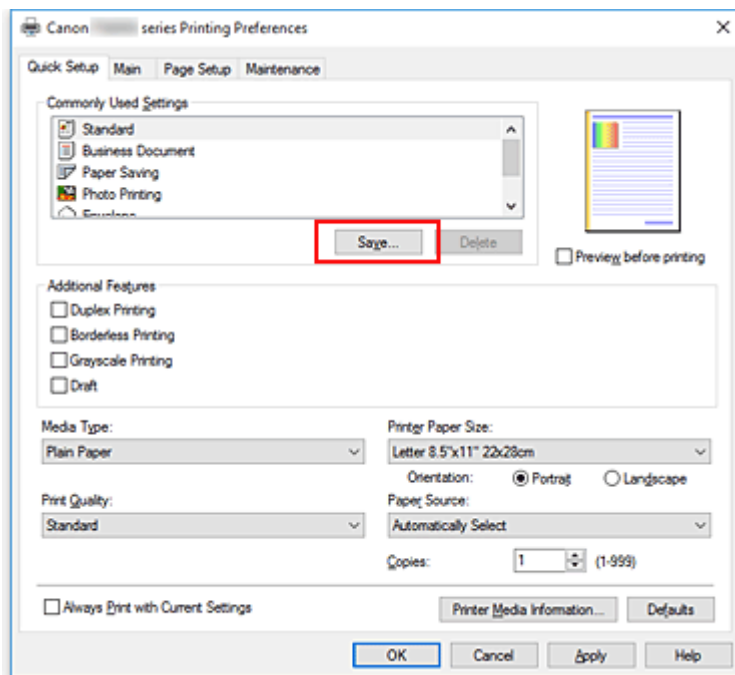 Canon series Printing Preferences
Quick Setup Main Page Setup Maintenance
Commonly Used Settings
Standard
Business Document
Paper Saving
Photo Printing
Envelope
Save... Delete
Preview before printing
Additional Features
Duplex Printing
Borderless Printing
Grayscale Printing
Draft
Media Type: Printer Paper Size:
Plain Paper Letter 8.5"x11" 22x28cm
Orientation: Portrait Landscape
Print Quality: Paper Source:
Standard Automatically Select
Copies: 1 (1-999)
Always Print with Current Settings Printer Media Information... Defaults
OK Cancel Apply Help